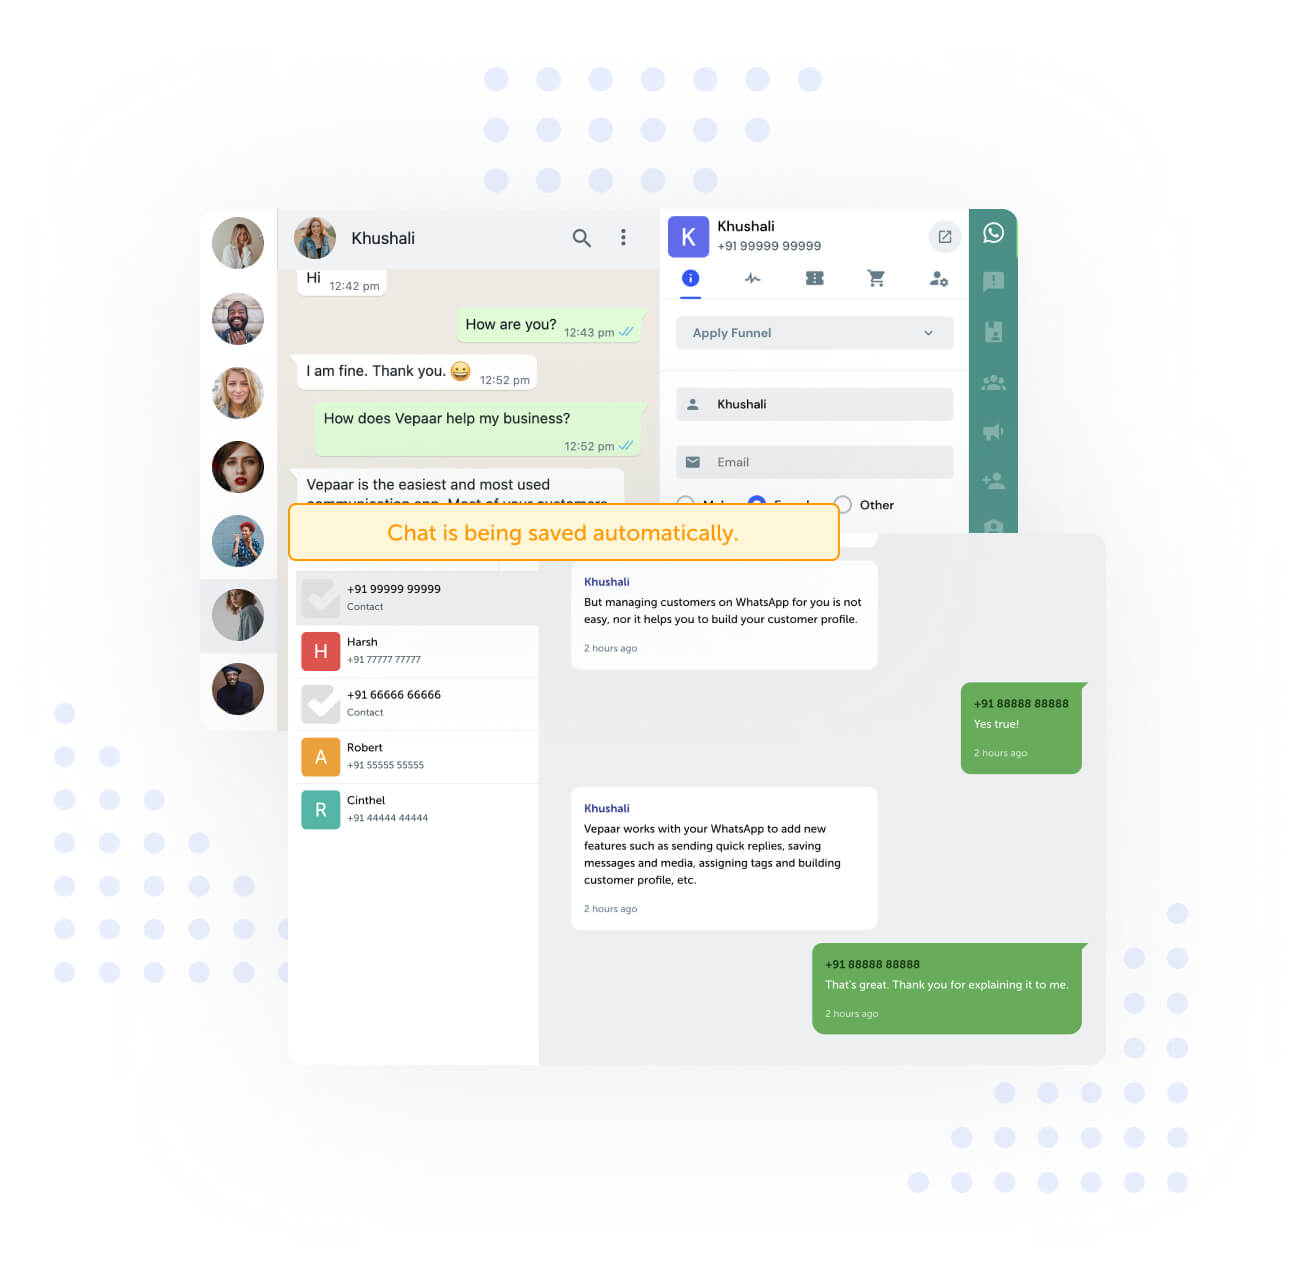 Khushali
Hi
12:42 pm
How are you?
12:43 pm
I am fine. Thank you. 😀
12:52 pm
How does Vepaar help my business?
12:52 pm
Vepaar is the easiest and most used
communication app. Most of your customers
K
Khushali
+91 99999 99999
Apply Funnel
Khushali
Email
Other
Chat is being saved automatically.
+91 99999 99999
Contact
H
Harsh
+91 77777 77777
+91 66666 66666
Contact
A
Robert
+91 55555 55555
R
Cinthel
+91 44444 44444
Khushali
But managing customers on WhatsApp for you is not
easy, nor it helps you to build your customer profile.
2 hours ago
+91 88888 88888
Yes true!
2 hours ago
Khushali
Vepaar works with your WhatsApp to add new
features such as sending quick replies, saving
messages and media, assigning tags and building
customer profile, etc.
2 hours ago
+91 88888 88888
That's great. Thank you for explaining it to me.
2 hours ago